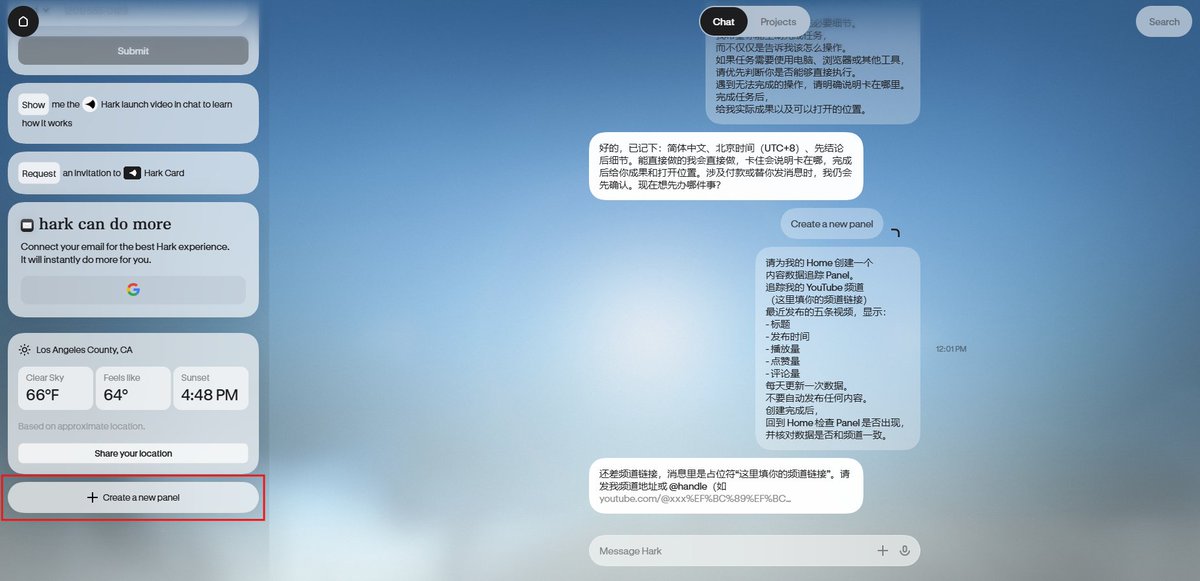 Submit
Show me the Hark launch video in chat to learn
how it works
Request an invitation to Hark Card
hark can do more
Connect your email for the best Hark experience.
It will instantly do more for you.
Los Angeles County, CA
Clear Sky
66°F
Feels like
64°
Sunset
4:48 PM
Based on approximate location.
Share your location
Create a new panel
Chat
Projects
Search
必要细节。
而不仅仅是告诉我该怎么操作。
如果任务需要使用电脑、浏览器或其他工具，
请优先判断你是否能够直接执行。
遇到无法完成的操作，请明确说明卡在哪里。
完成任务后，
给我实际成果以及可以打开的位置。
好的，已记下：简体中文、北京时间（UTC+8）、先结论
后细节。能直接做的我会直接做，卡住会说明卡在哪，完成
后给你成果和打开位置。涉及付款或替你发消息时，我仍会
先确认。现在想先办哪件事？
Create a new panel
请为我的 Home 创建一个
内容数据追踪 Panel。
追踪我的 YouTube 频道
（这里填你的频道链接）
最近发布的五条视频，显示：
- 标题
- 发布时间
- 播放量
- 点赞量
- 评论量
每天更新一次数据。
不要自动发布任何内容。
创建完成后，
回到 Home 检查 Panel 是否出现，
并核对数据是否和频道一致。
12:01 PM
还差频道链接，消息里是占位符“这里填你的频道链接”。请
发我频道地址或 @handle（如
youtube.com/@xxx%EF%BC%89%EF%BC...
Message Hark